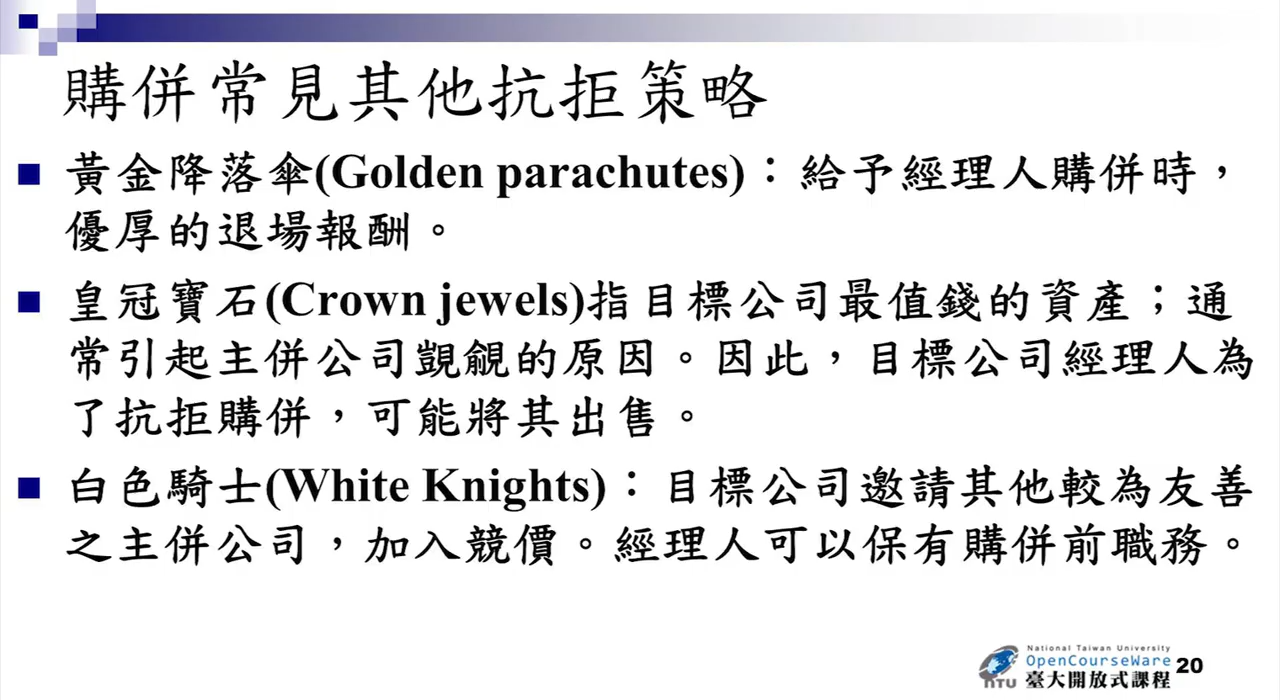 購併常見其他抗拒策略
黃金降落傘(Golden parachutes)：給予經理人購併時，
優厚的退場報酬。
皇冠寶石(Crown jewels)指目標公司最值錢的資產；通
常引起主併公司覬覦的原因。因此，目標公司經理人為
了抗拒購併，可能將其出售。
白色騎士(White Knights)：目標公司邀請其他較為友善
之主併公司，加入競價。經理人可以保有購併前職務。
National Taiwan University
OpenCourseWare
臺大開放式課程
NTU
20